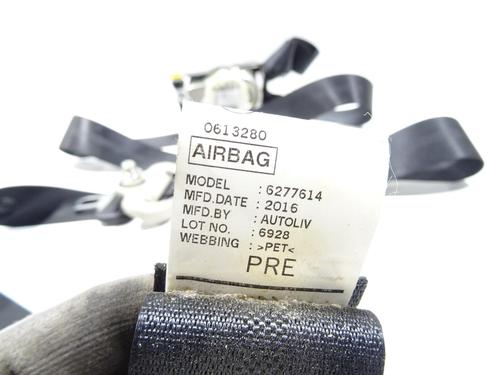 0613280
AIRBAG
MODEL : 6277614
MFD.DATE : 2016
MFD.BY : AUTOLIV
LOT NO. : 6928
WEBBING : >PET<
PRE